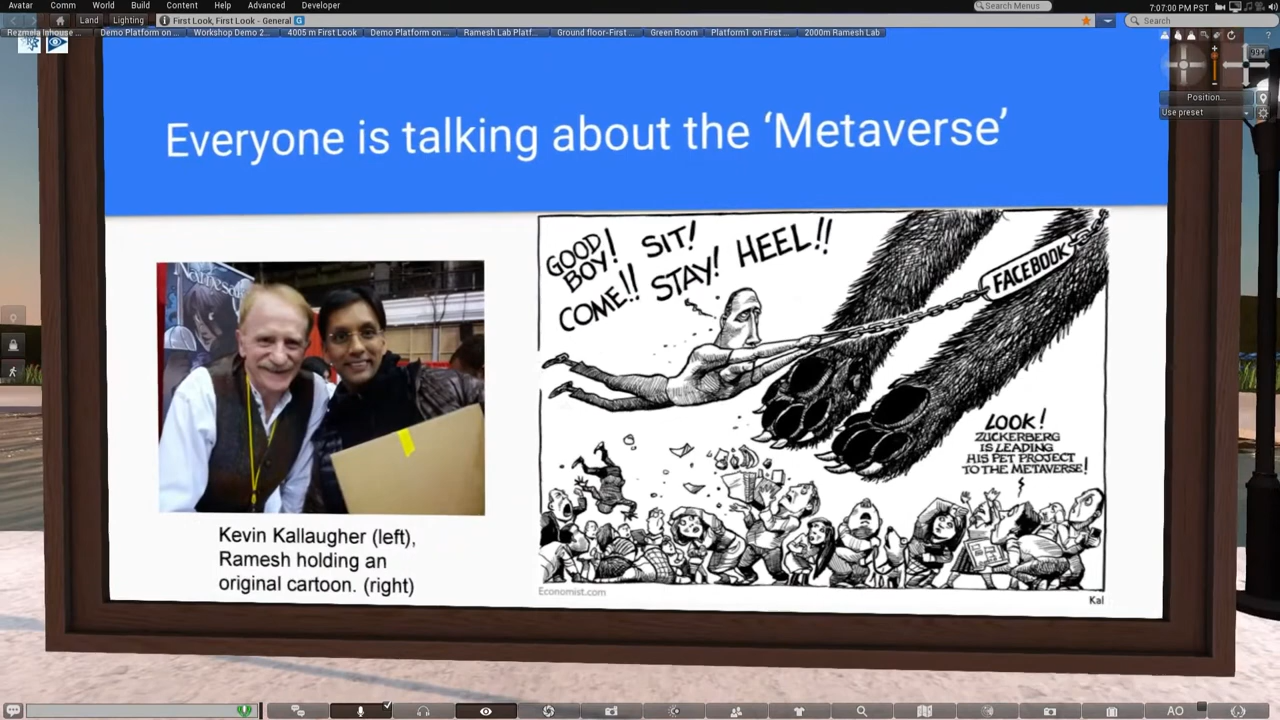 Avatar Comm World Build Content Help Advanced Developer
Search Menus
7:07:00 PM PST
Land Lighting First Look, First Look - General G
Search
Rezmela Inhouse ... Demo Platform on ... Workshop Demo 2... 4005 m First Look Demo Platform on ... Ramesh Lab Platf... Ground floor-First ... Green Room Platform1 on First ... 2000m Ramesh Lab
Position...
Use preset
Everyone is talking about the ‘Metaverse’
GOOD BOY! SIT!
COME!! STAY! HEEL!!
FACEBOOK
LOOK!
ZUCKERBERG
IS LEADING
HIS PET PROJECT
TO THE METAVERSE!
Kevin Kallaugher (left),
Ramesh holding an
original cartoon. (right)
Economist.com
Kal
AO